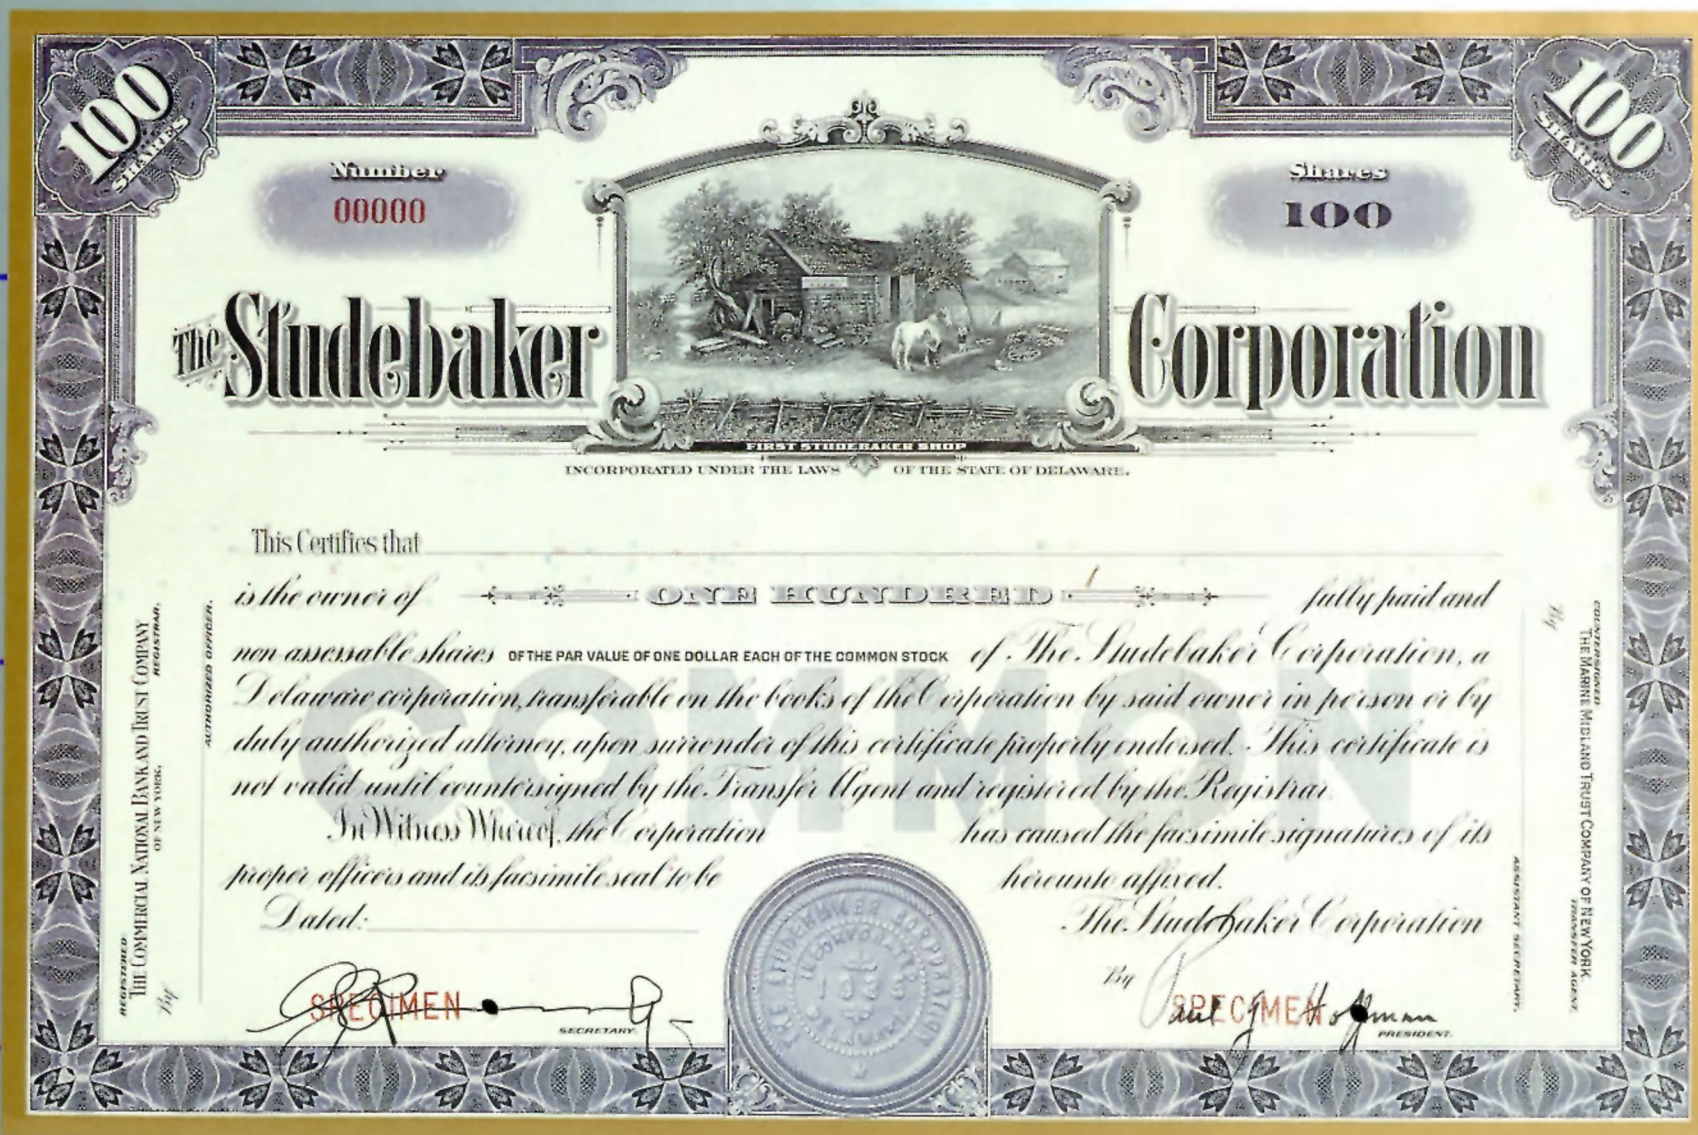 100 SHARES
100 SHARES
Number
00000
Shares
100
The Studebaker Corporation
FIRST STUDEBAKER SHOP
INCORPORATED UNDER THE LAWS OF THE STATE OF DELAWARE.
This Certifies that
is the owner of ONE HUNDRED fully paid and
non-assessable shares OF THE PAR VALUE OF ONE DOLLAR EACH OF THE COMMON STOCK of The Studebaker Corporation, a
Delaware corporation, transferable on the books of the Corporation by said owner in person or by
duly authorized attorney, upon surrender of this certificate properly endorsed. This certificate is
not valid until countersigned by the Transfer Agent and registered by the Registrar.
COMMON
In Witness Whereof, the Corporation has caused the facsimile signatures of its
proper officers and its facsimile seal to be hereunto affixed.
Dated:
The Studebaker Corporation
SPECIMEN
SECRETARY.
By Paul G Hoffman
SPECIMEN
PRESIDENT.
THE STUDEBAKER CORPORATION
INCORPORATED
1935
DELAWARE
REGISTERED
THE COMMERCIAL NATIONAL BANK AND TRUST COMPANY
OF NEW YORK,
REGISTRAR.
By
AUTHORIZED OFFICER.
COUNTERSIGNED
THE MARINE MIDLAND TRUST COMPANY OF NEW YORK
TRANSFER AGENT.
By
ASSISTANT SECRETARY.